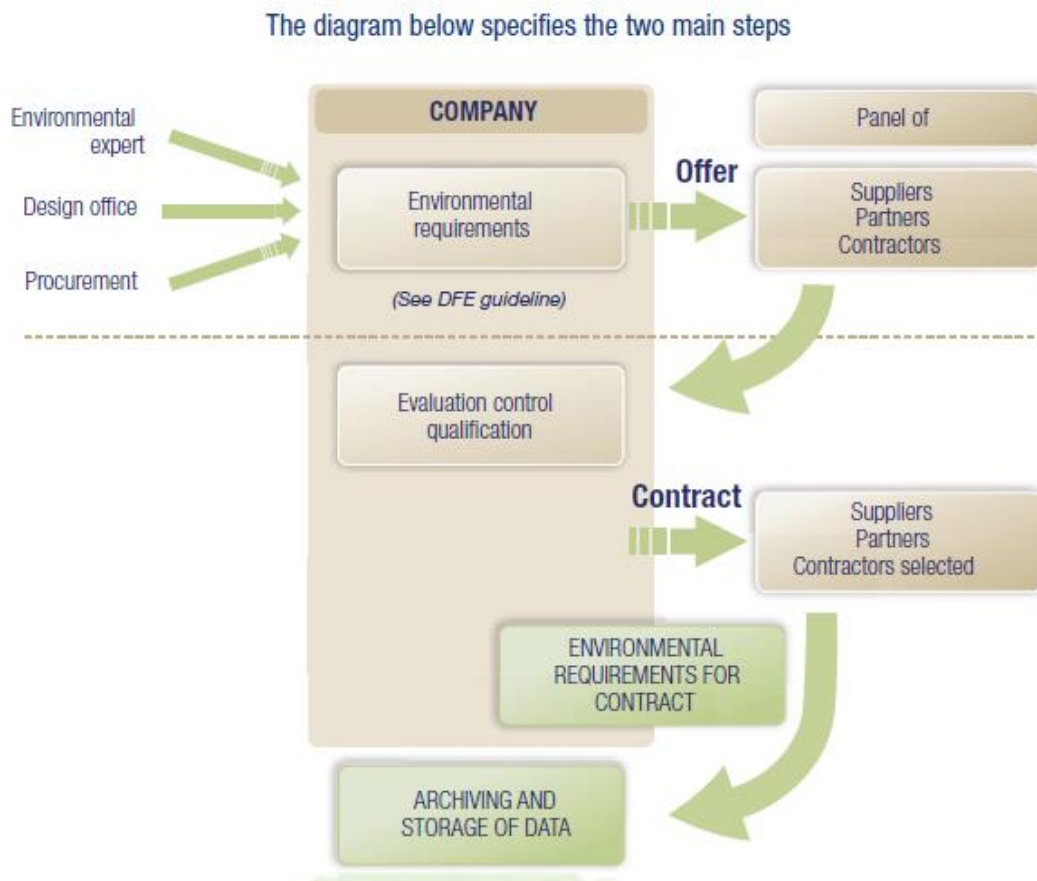 The diagram below specifies the two main steps
COMPANY
Environmental
expert
Design office
Procurement
Environmental
requirements
(See DFE guideline)
Offer
Panel of
Suppliers
Partners
Contractors
Evaluation control
qualification
Contract
Suppliers
Partners
Contractors selected
ENVIRONMENTAL
REQUIREMENTS FOR
CONTRACT
ARCHIVING AND
STORAGE OF DATA